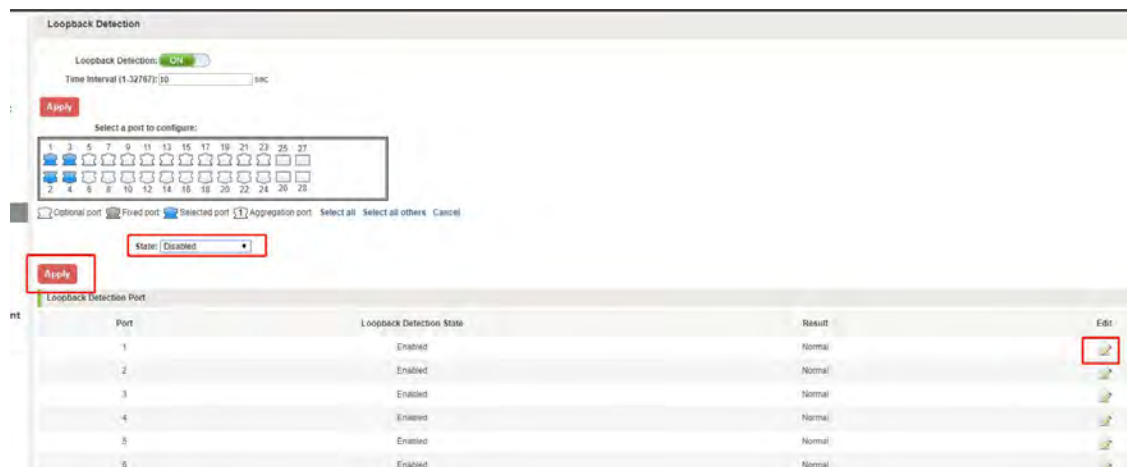 Loopback Detection
Loopback Detection: ON
Time Interval (1-32767): 10 sec
Apply
Select a port to configure:
1 3 5 7 9 11 13 15 17 19 21 23 25 27
2 4 6 8 10 12 14 16 18 20 22 24 26 28
Optional port Fixed port Selected port 1 Aggregation port Select all Select all others Cancel
State: Disabled
Apply
Loopback Detection Port
nt
Port Loopback Detection State Result Edit
1 Enabled Normal
2 Enabled Normal
3 Enabled Normal
4 Enabled Normal
5 Enabled Normal
6 Enabled Normal